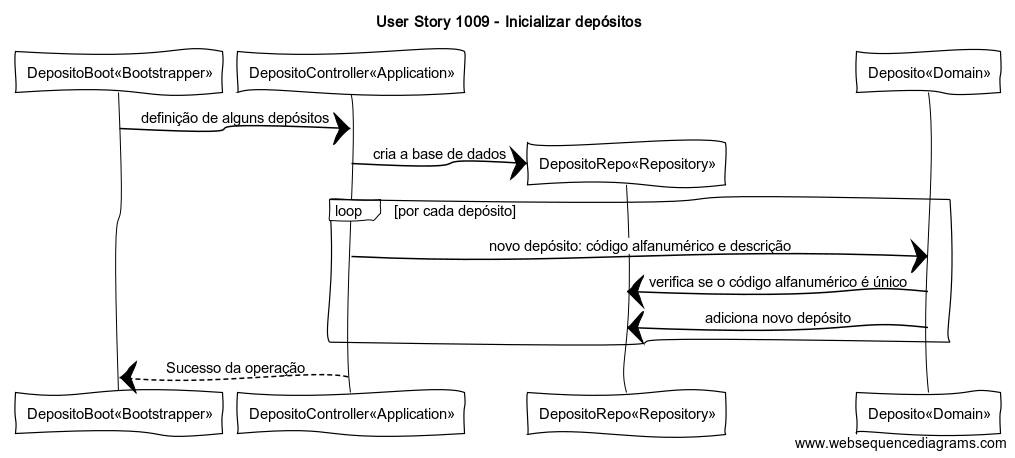 User Story 1009 - Inicializar depósitos
DepositoBoot«Bootstrapper» DepositoController«Application» Deposito«Domain»
definição de alguns depósitos
cria a base de dados
DepositoRepo«Repository»
loop [por cada depósito]
novo depósito: código alfanumérico e descrição
verifica se o código alfanumérico é único
adiciona novo depósito
Sucesso da operação
DepositoBoot«Bootstrapper» DepositoController«Application» DepositoRepo«Repository» Deposito«Domain»
www.websequencediagrams.com